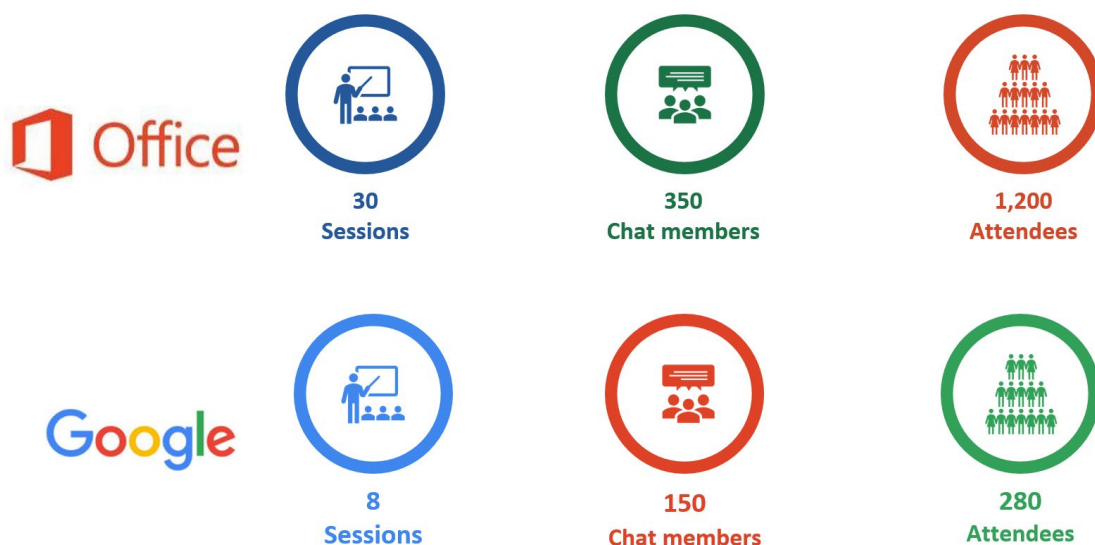 Office
30
Sessions
350
Chat members
1,200
Attendees
Google
8
Sessions
150
Chat members
280
Attendees